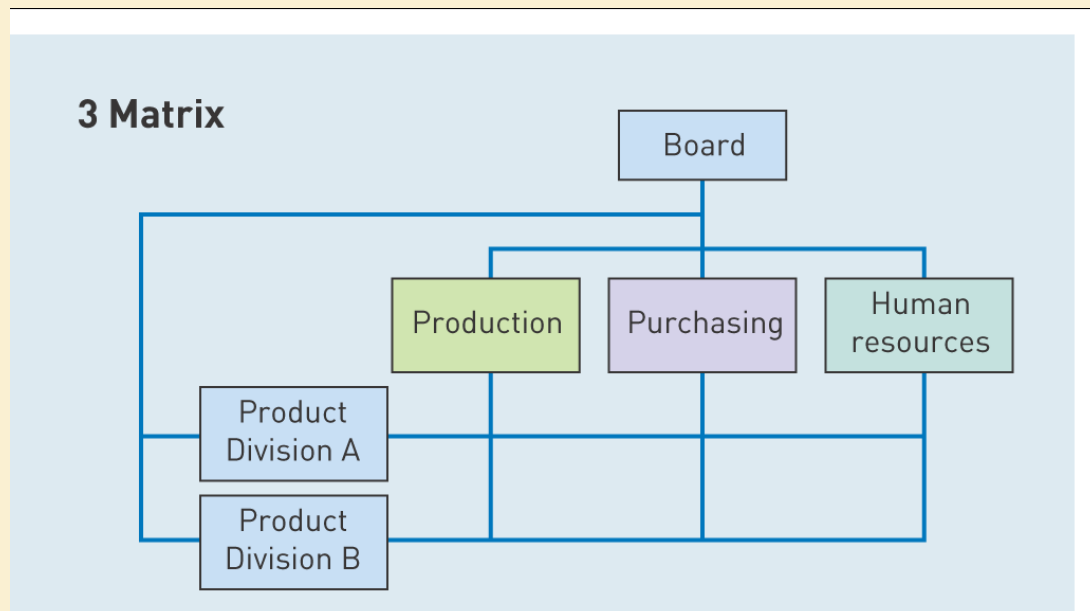 3 Matrix
Board
Production
Purchasing
Human
resources
Product
Division A
Product
Division B